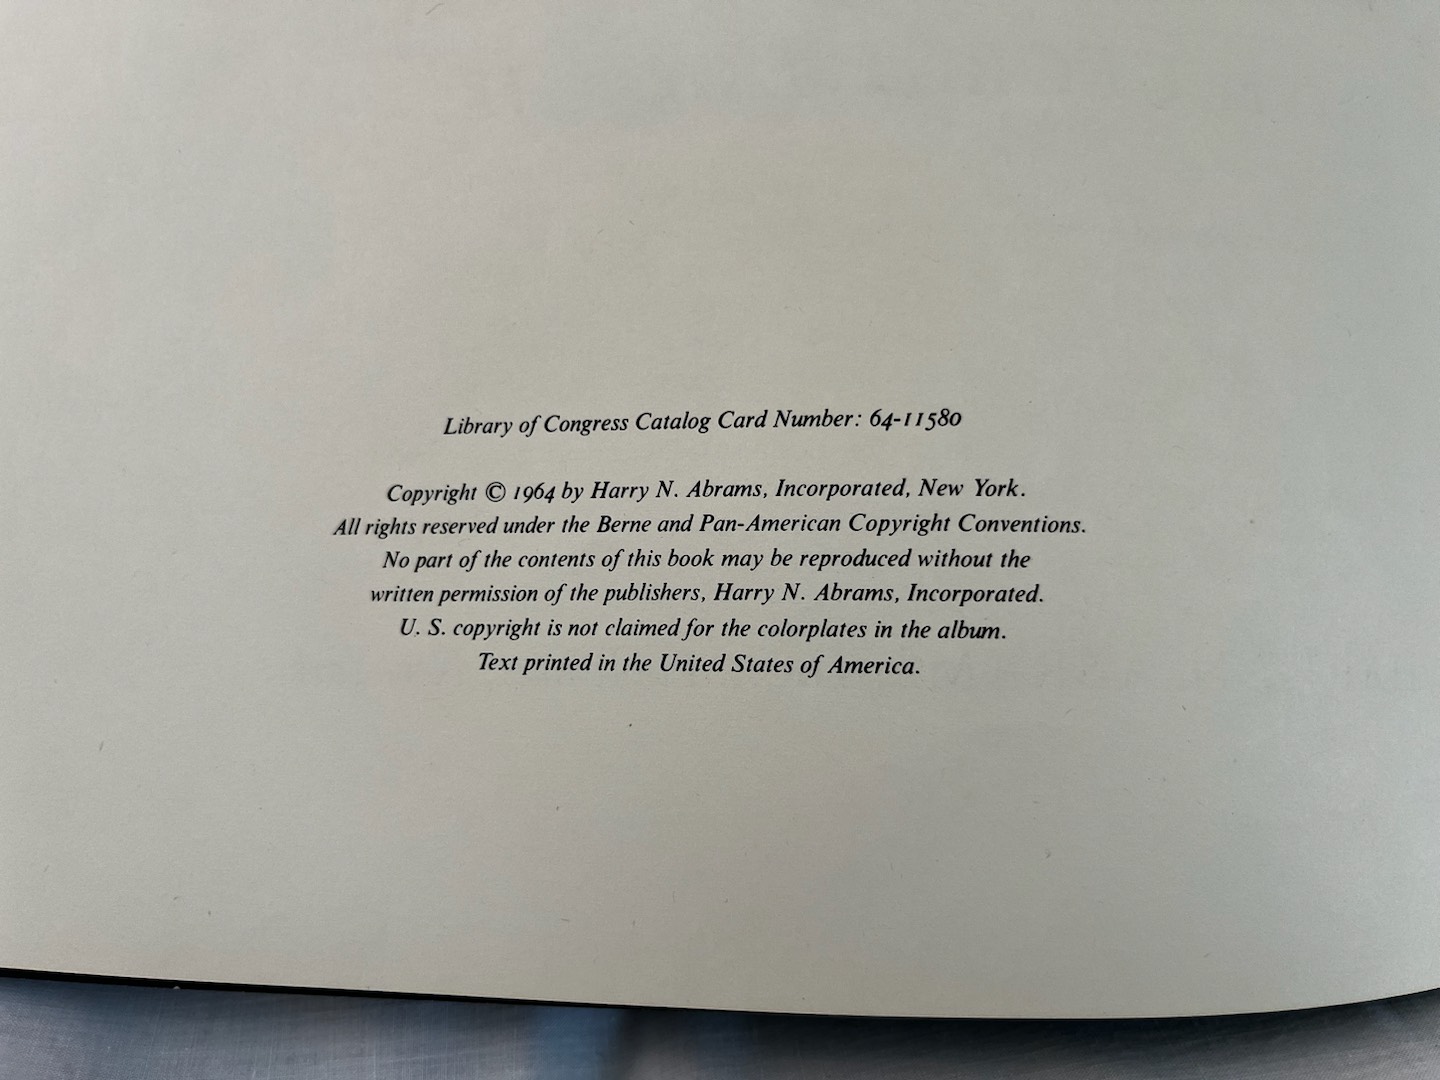 Library of Congress Catalog Card Number: 64-11580
Copyright © 1964 by Harry N. Abrams, Incorporated, New York.
All rights reserved under the Berne and Pan-American Copyright Conventions.
No part of the contents of this book may be reproduced without the
written permission of the publishers, Harry N. Abrams, Incorporated.
U. S. copyright is not claimed for the colorplates in the album.
Text printed in the United States of America.